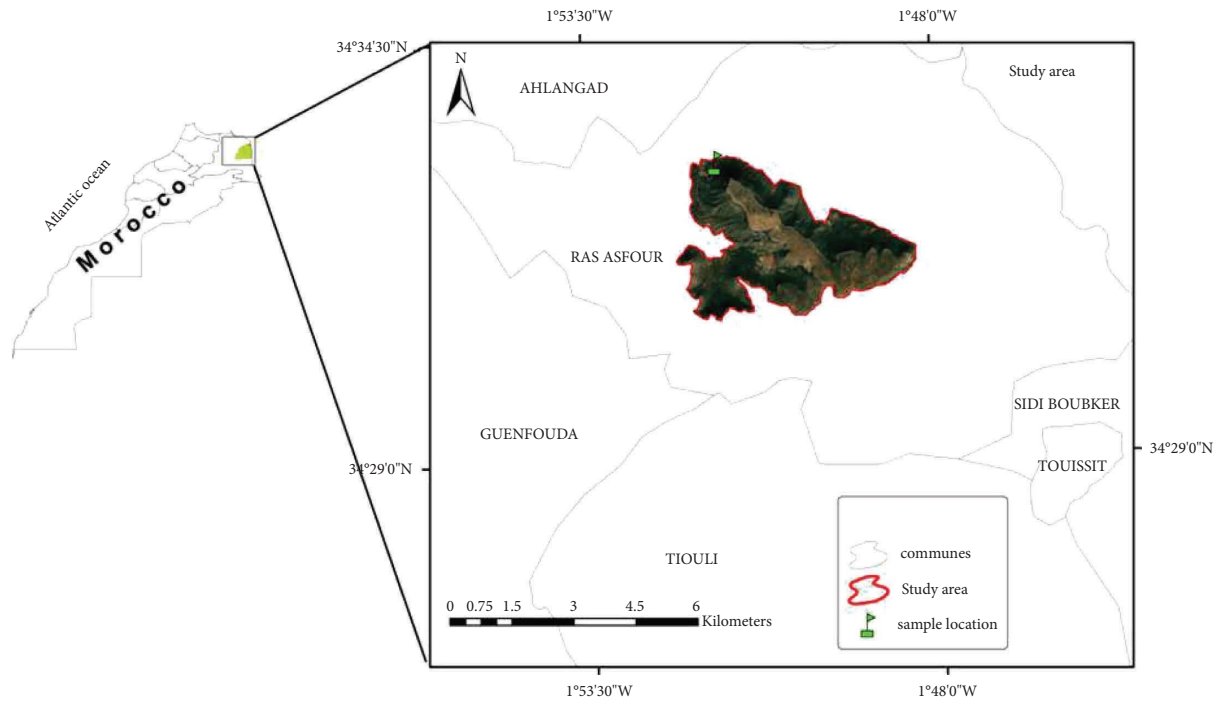 1°53'30"W
1°48'0"W
34°34'30"N
N
AHLANGAD
Study area
Atlantic ocean
Morocco
RAS ASFOUR
SIDI BOUBKER
GUENFOUDA
34°29'0"N
34°29'0"N
TOUISSIT
TIOULI
communes
Study area
sample location
0 0.75 1.5 3 4.5 6
Kilometers
1°53'30"W
1°48'0"W